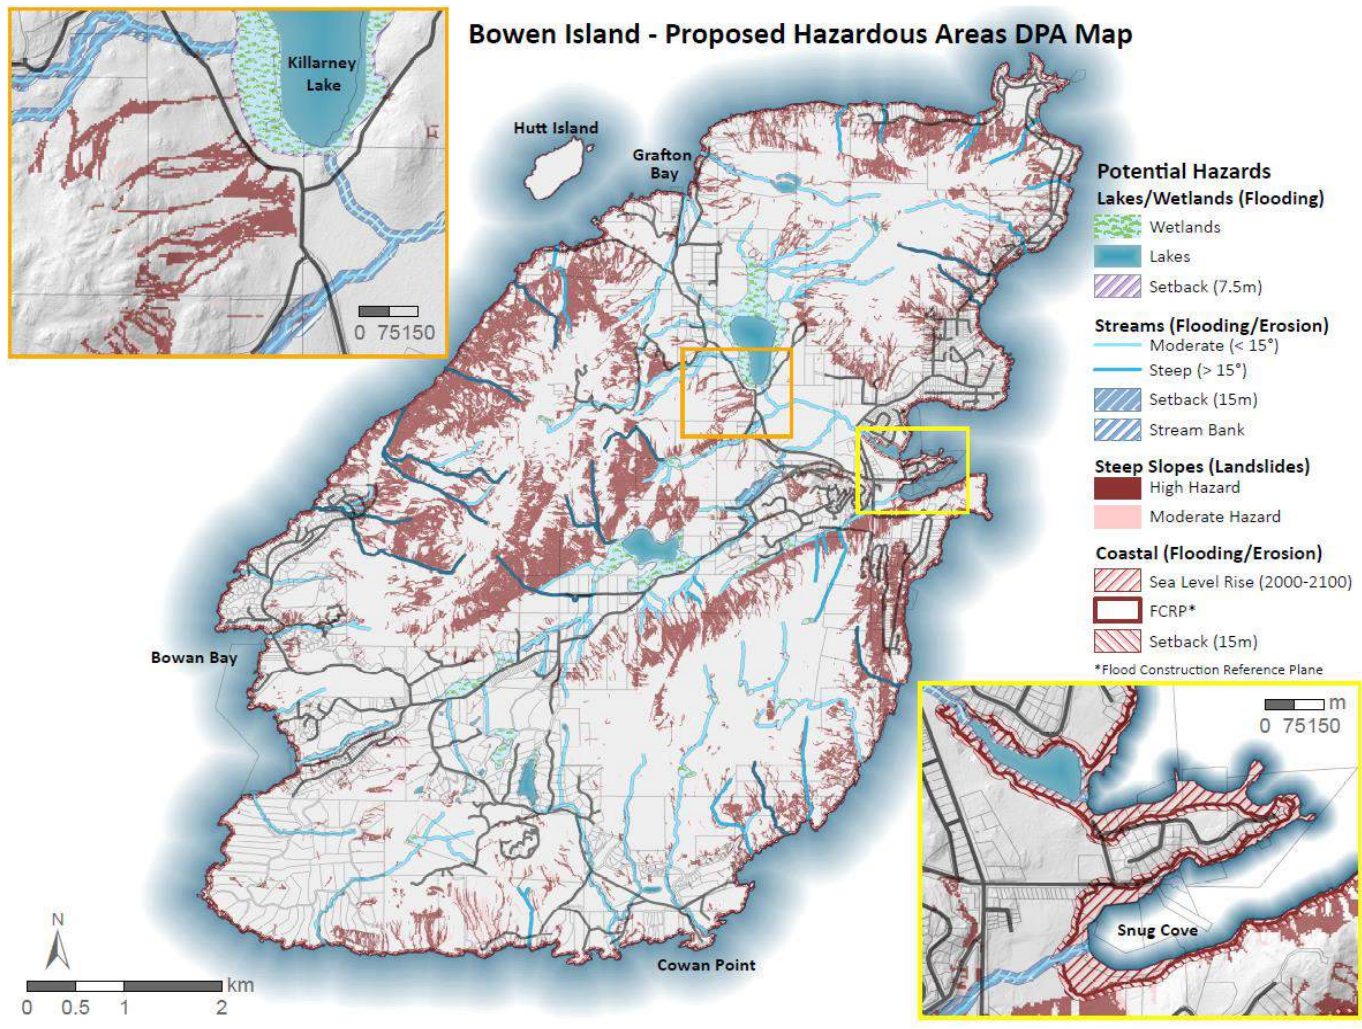 Bowen Island - Proposed Hazardous Areas DPA Map
Killarney
Lake
0 75150
Hutt Island
Grafton
Bay
Bowan Bay
Cowan Point
N
km
0 0.5 1 2
Potential Hazards
Lakes/Wetlands (Flooding)
Wetlands
Lakes
Setback (7.5m)
Streams (Flooding/Erosion)
Moderate (< 15°)
Steep (> 15°)
Setback (15m)
Stream Bank
Steep Slopes (Landslides)
High Hazard
Moderate Hazard
Coastal (Flooding/Erosion)
Sea Level Rise (2000-2100)
FCRP*
Setback (15m)
*Flood Construction Reference Plane
m
0 75150
Snug Cove